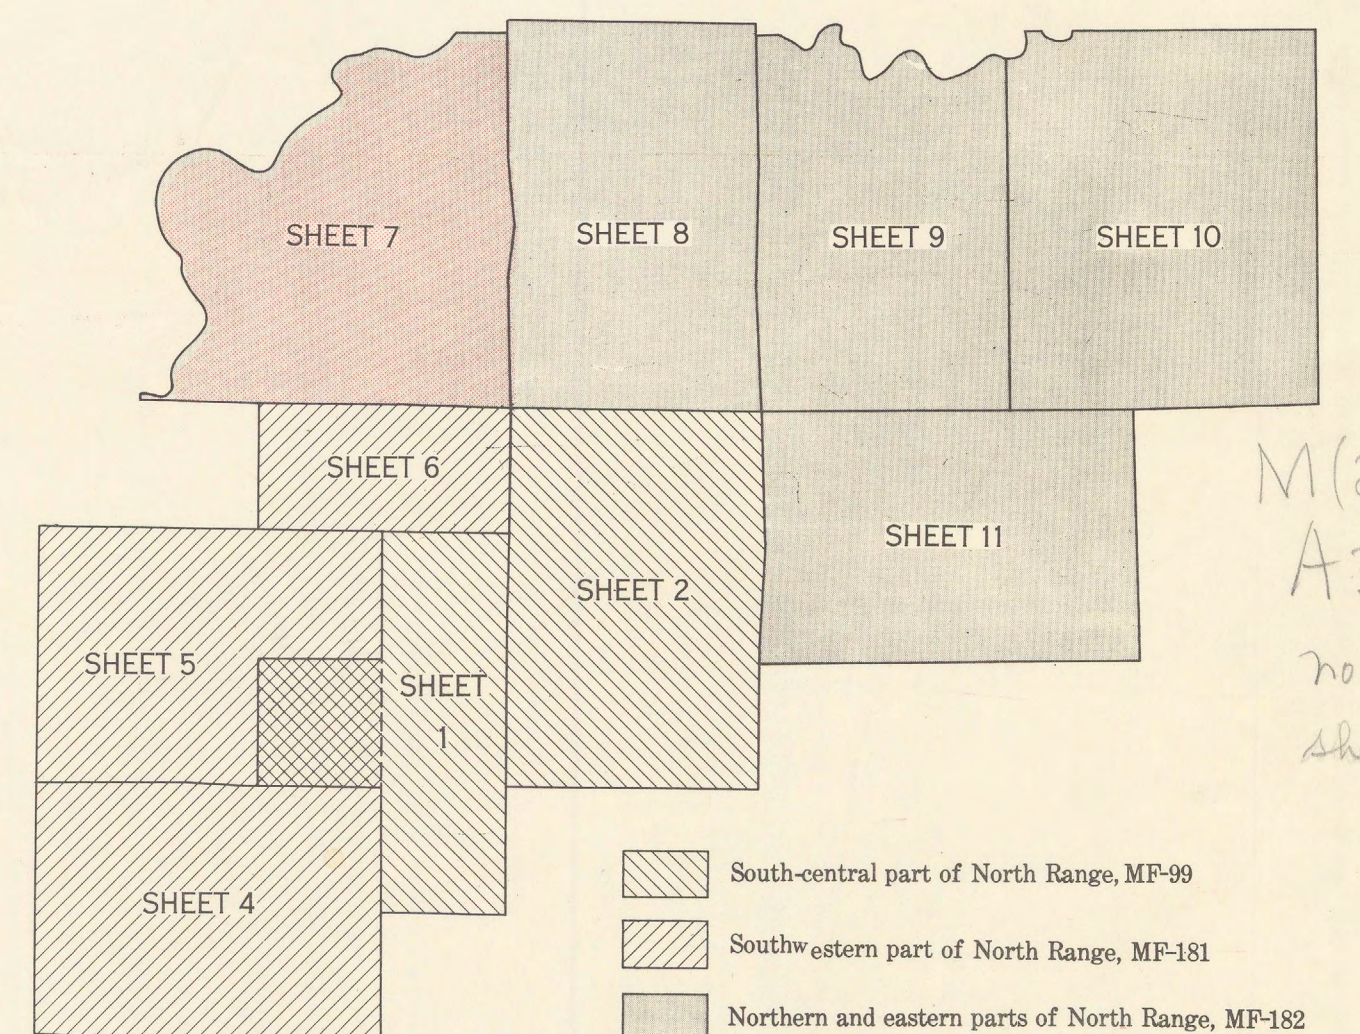 SHEET 7
SHEET 8
SHEET 9
SHEET 10
SHEET 6
SHEET 11
SHEET 2
SHEET 5
SHEET
1
SHEET 4
M(
A
no
sh
South-central part of North Range, MF-99
Southwestern part of North Range, MF-181
Northern and eastern parts of North Range, MF-182